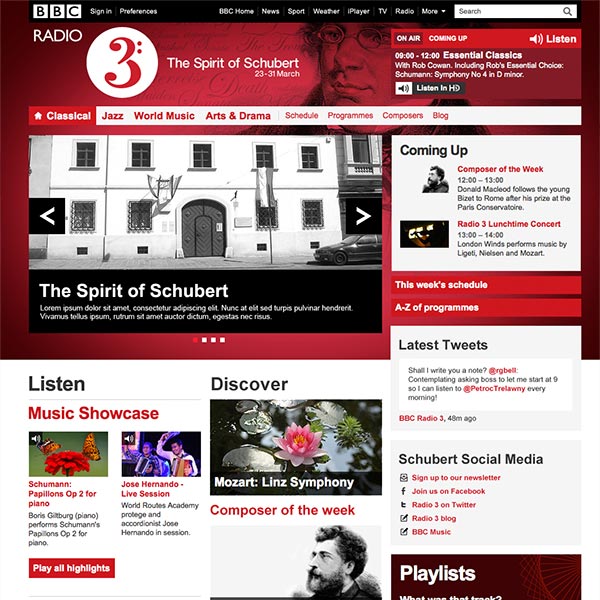 BBC Sign in Preferences BBC Home News Sport Weather iPlayer TV Radio More Search
RADIO
3
The Spirit of Schubert
23-31 March
ON AIR COMING UP Listen
09:00 - 12:00 Essential Classics
With Rob Cowan. Including Rob's Essential Choice:
Schumann: Symphony No 4 in D minor.
Listen In HD
Classical Jazz World Music Arts & Drama Schedule Programmes Composers Blog
The Spirit of Schubert
Lorem ipsum dolor sit amet, consectetur adipiscing elit. Nunc at elit sed turpis pulvinar hendrerit.
Vivamus tellus ipsum, rutrum sit amet auctor dictum, egestas nec risus.
Coming Up
Composer of the Week
12:00 – 13:00
Donald Macleod follows the young
Bizet to Rome after his prize at the
Paris Conservatoire.
Radio 3 Lunchtime Concert
13:00 – 14:00
London Winds performs music by
Ligeti, Nielsen and Mozart.
This week's schedule
A-Z of programmes
Latest Tweets
Shall I write you a note? @rgbell:
Contemplating asking boss to let me start at 9
so I can listen to @PetrocTrelawny every
morning!
BBC Radio 3, 48m ago
Listen
Music Showcase
Schumann:
Papillons Op 2 for
piano
Boris Giltburg (piano)
performs Schumann's
Papillons Op 2 for
piano.
Jose Hernando -
Live Session
World Routes Academy
protege and
accordionist Jose
Hernando in session.
Play all highlights
Discover
Mozart: Linz Symphony
Composer of the week
Schubert Social Media
Sign up to our newsletter
Join us on Facebook
Radio 3 on Twitter
Radio 3 blog
BBC Music
Playlists
What was that track?